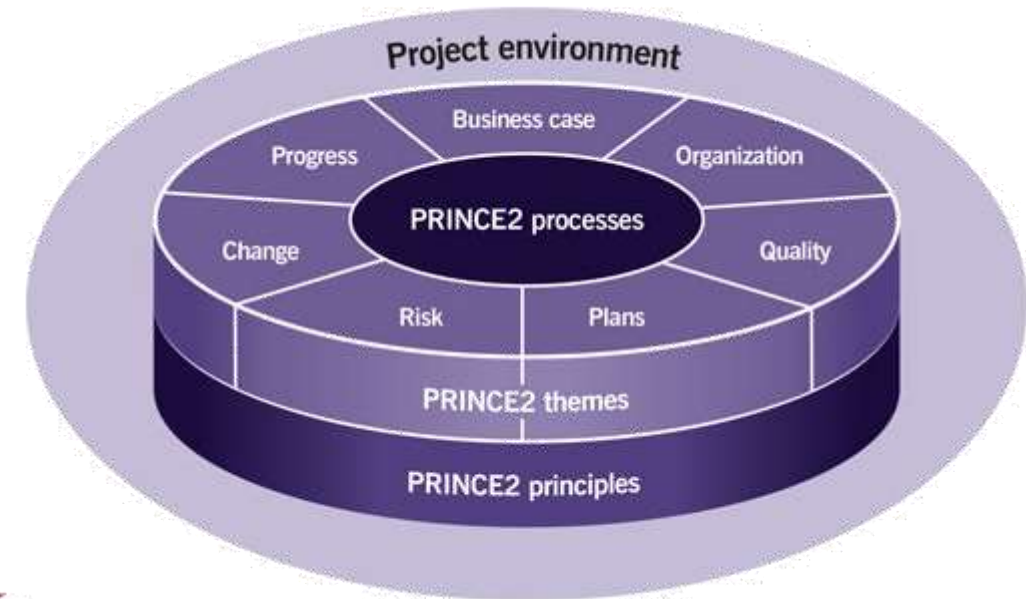 Project environment
Business case
Progress
Organization
PRINCE2 processes
Change
Quality
Risk
Plans
PRINCE2 themes
PRINCE2 principles